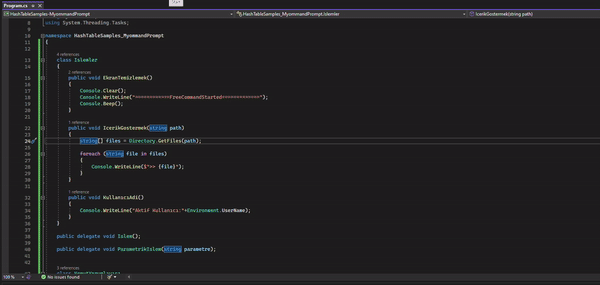 Program.cs
HashTableSamples-MyommandPrompt
HashTableSamples_MyommandPrompt.Islemler
IcerikGostermek(string path)
8
9 using System.Threading.Tasks;
10
11 namespace HashTableSamples_MyommandPrompt
12 {
13
4 references
14 class Islemler
15 {
2 references
16 public void EkranTemizlemek()
17 {
18 Console.Clear();
19 Console.WriteLine("============FreeCommandStarted=============");
20 Console.Beep();
21 }
1 reference
22 public void IcerikGostermek(string path)
23 {
24 string[] files = Directory.GetFiles(path);
25
26 foreach (string file in files)
27 {
28 Console.WriteLine($">> {file}");
29 }
30 }
31
1 reference
32 public void KullanıcıAdi()
33 {
34 Console.WriteLine("Aktif Kullanıcı:"+Environment.UserName);
35 }
36 }
37
38 public delegate void Islem();
39
40 public delegate void ParametrikIslem(string parametre);
41
3 references
100 %
No issues found